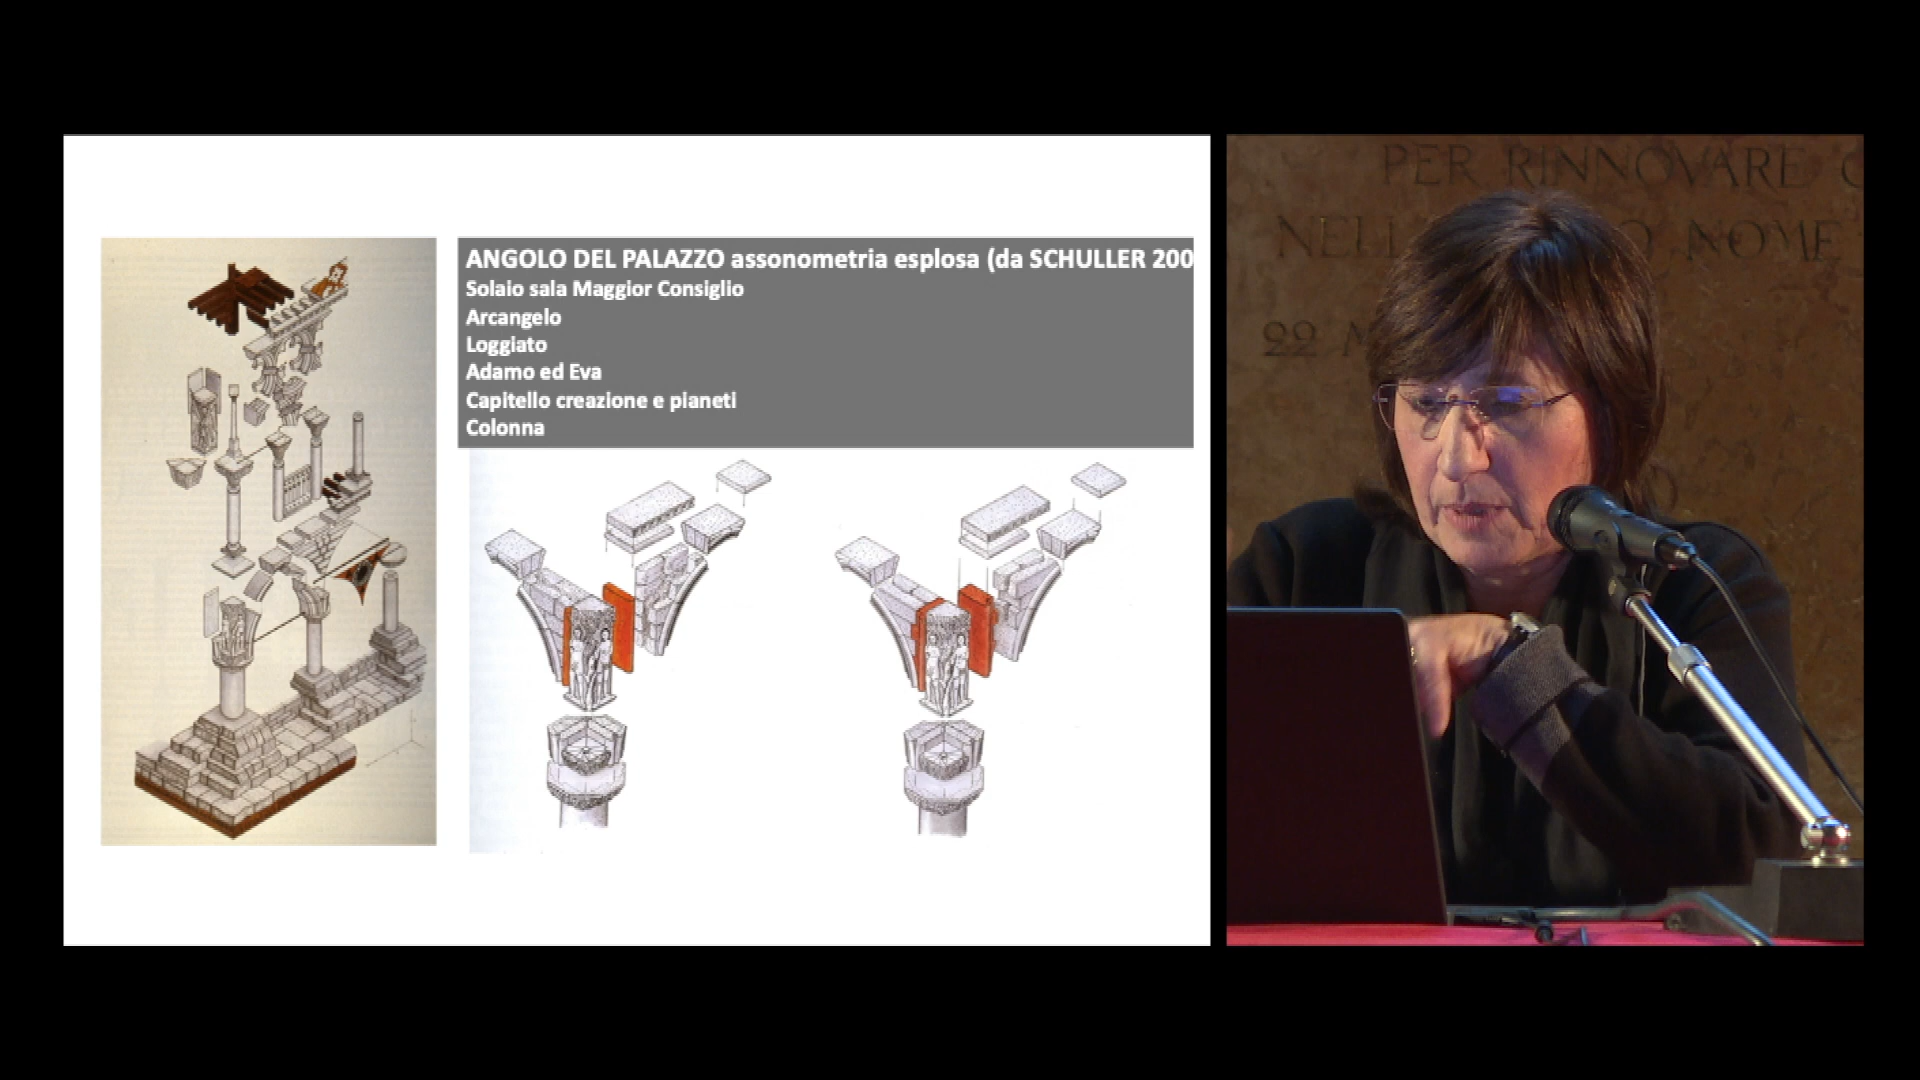 ANGOLO DEL PALAZZO assonometria esplosa (da SCHULLER 200
Solaio sala Maggior Consiglio
Arcangelo
Loggiato
Adamo ed Eva
Capitello creazione e pianeti
Colonna
PER RINNOVARE
NOME
22